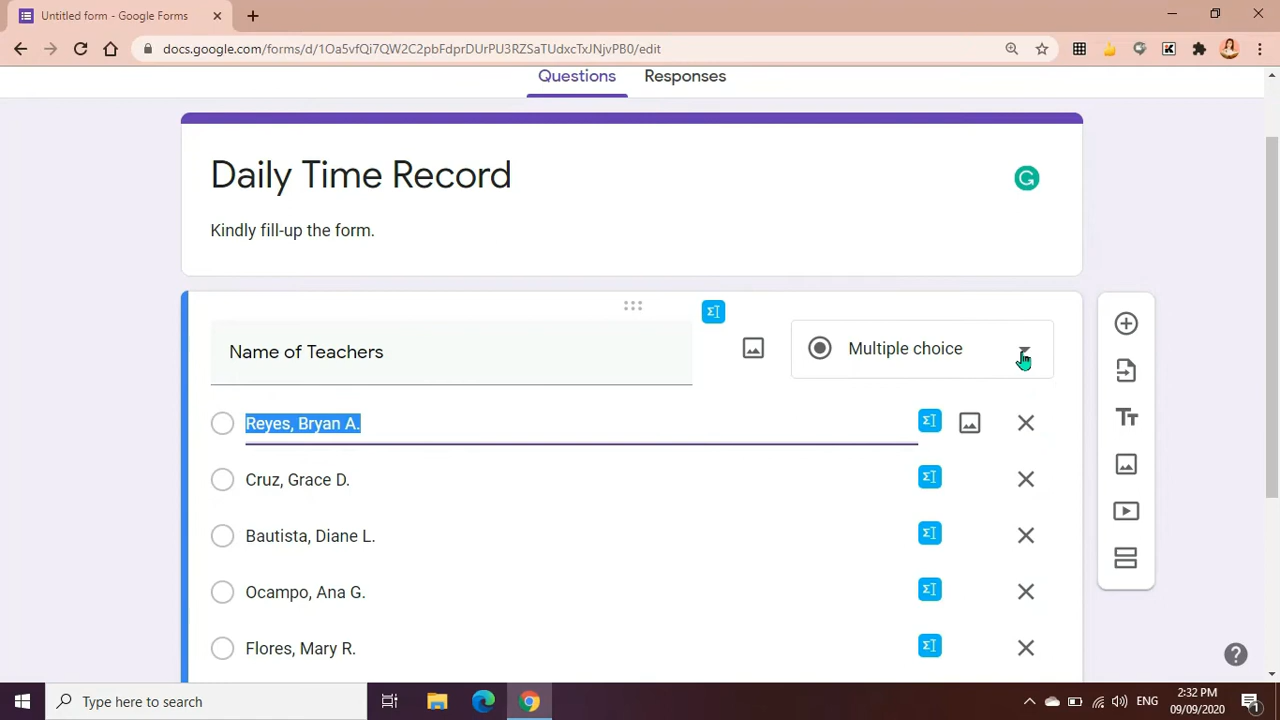 Untitled form - Google Forms
docs.google.com/forms/d/1Oa5vfQi7QW2C2pbFdprDUrPU3RZSaTUdxcTxJNjvPB0/edit
Questions Responses
Daily Time Record
Kindly fill-up the form.
Name of Teachers
Multiple choice
Reyes, Bryan A.
Cruz, Grace D.
Bautista, Diane L.
Ocampo, Ana G.
Flores, Mary R.
Type here to search
ENG
2:32 PM
09/09/2020